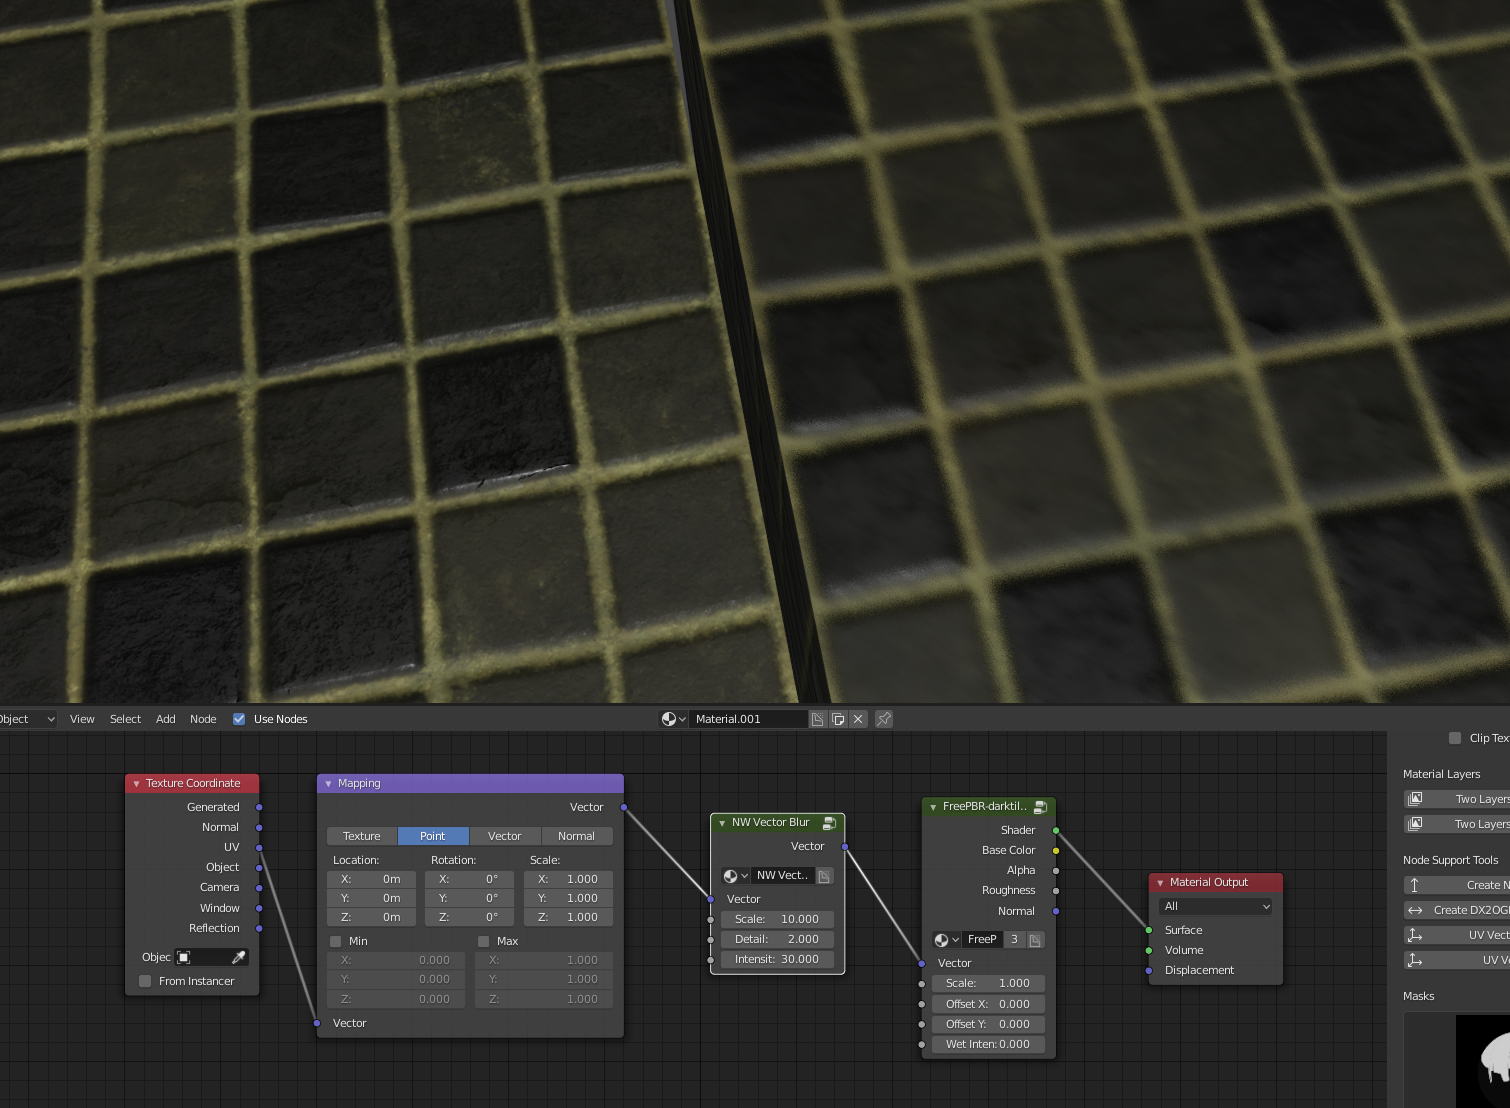 Object View Select Add Node Use Nodes Material.001
Clip Tex
Texture Coordinate
Generated
Normal
UV
Object
Camera
Window
Reflection
Objec
From Instancer
Mapping
Vector
Texture Point Vector Normal
Location: Rotation: Scale:
X: 0m X: 0° X: 1.000
Y: 0m Y: 0° Y: 1.000
Z: 0m Z: 0° Z: 1.000
Min Max
X: 0.000 X: 1.000
Y: 0.000 Y: 1.000
Z: 0.000 Z: 1.000
Vector
NW Vector Blur
Vector
NW Vect..
Vector
Scale: 10.000
Detail: 2.000
Intensit: 30.000
FreePBR-darktil..
Shader
Base Color
Alpha
Roughness
Normal
FreeP 3
Vector
Scale: 1.000
Offset X: 0.000
Offset Y: 0.000
Wet Inten: 0.000
Material Output
All
Surface
Volume
Displacement
Material Layers
Two Layers
Two Layers
Node Support Tools
Create N
Create DX2OGl
UV Vect
UV Ve
Masks